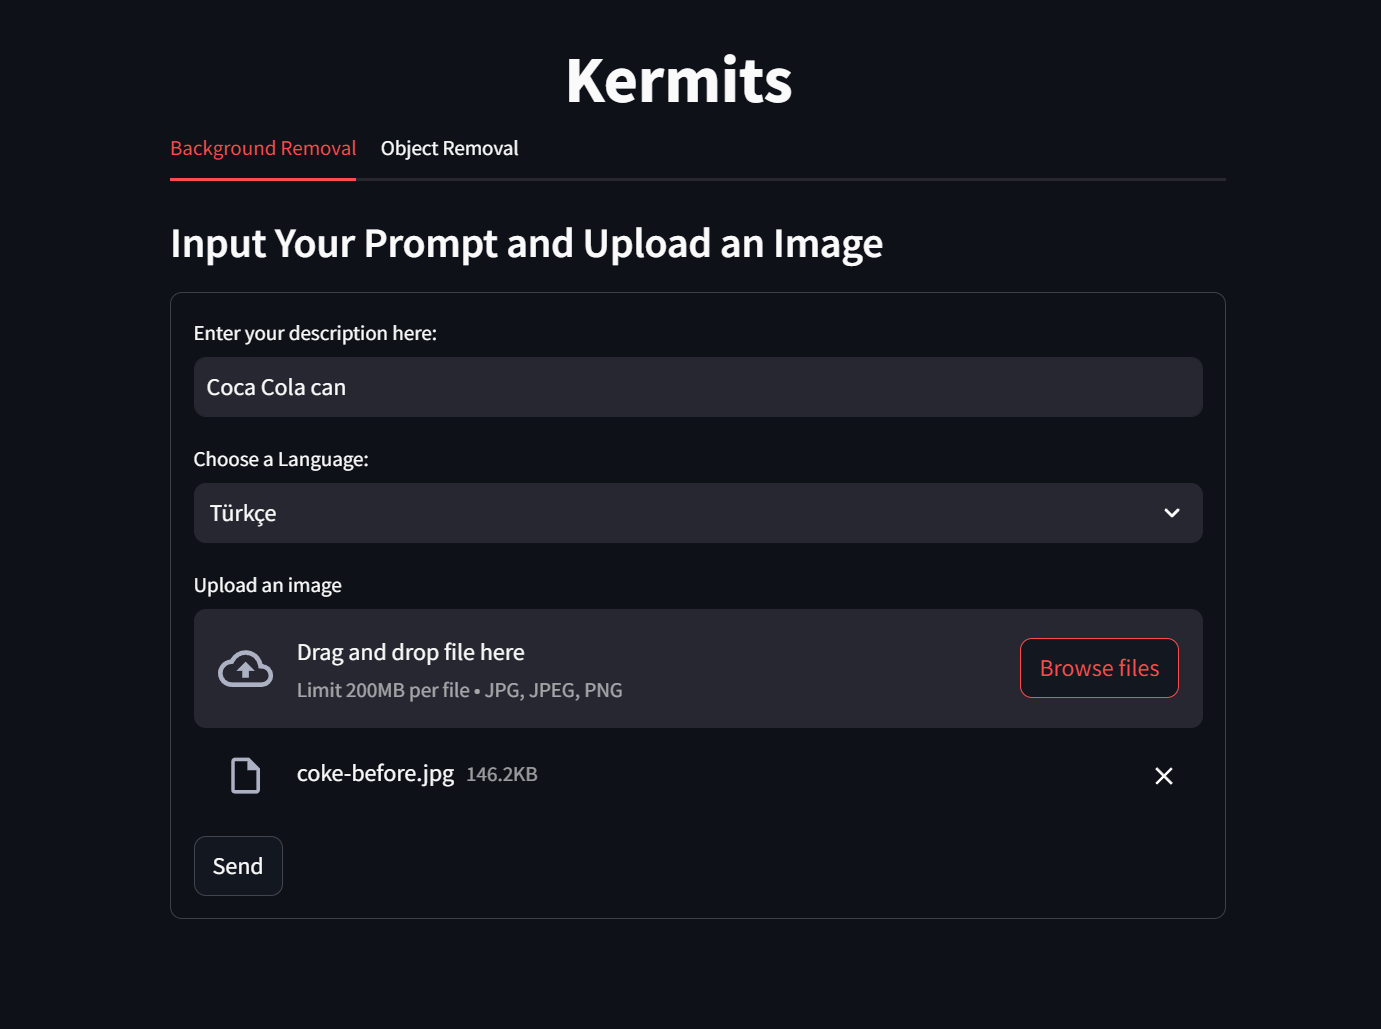 Kermits
Background Removal Object Removal
Input Your Prompt and Upload an Image
Enter your description here:
Coca Cola can
Choose a Language:
Türkçe
Upload an image
Drag and drop file here
Limit 200MB per file • JPG, JPEG, PNG
Browse files
coke-before.jpg 146.2KB
Send